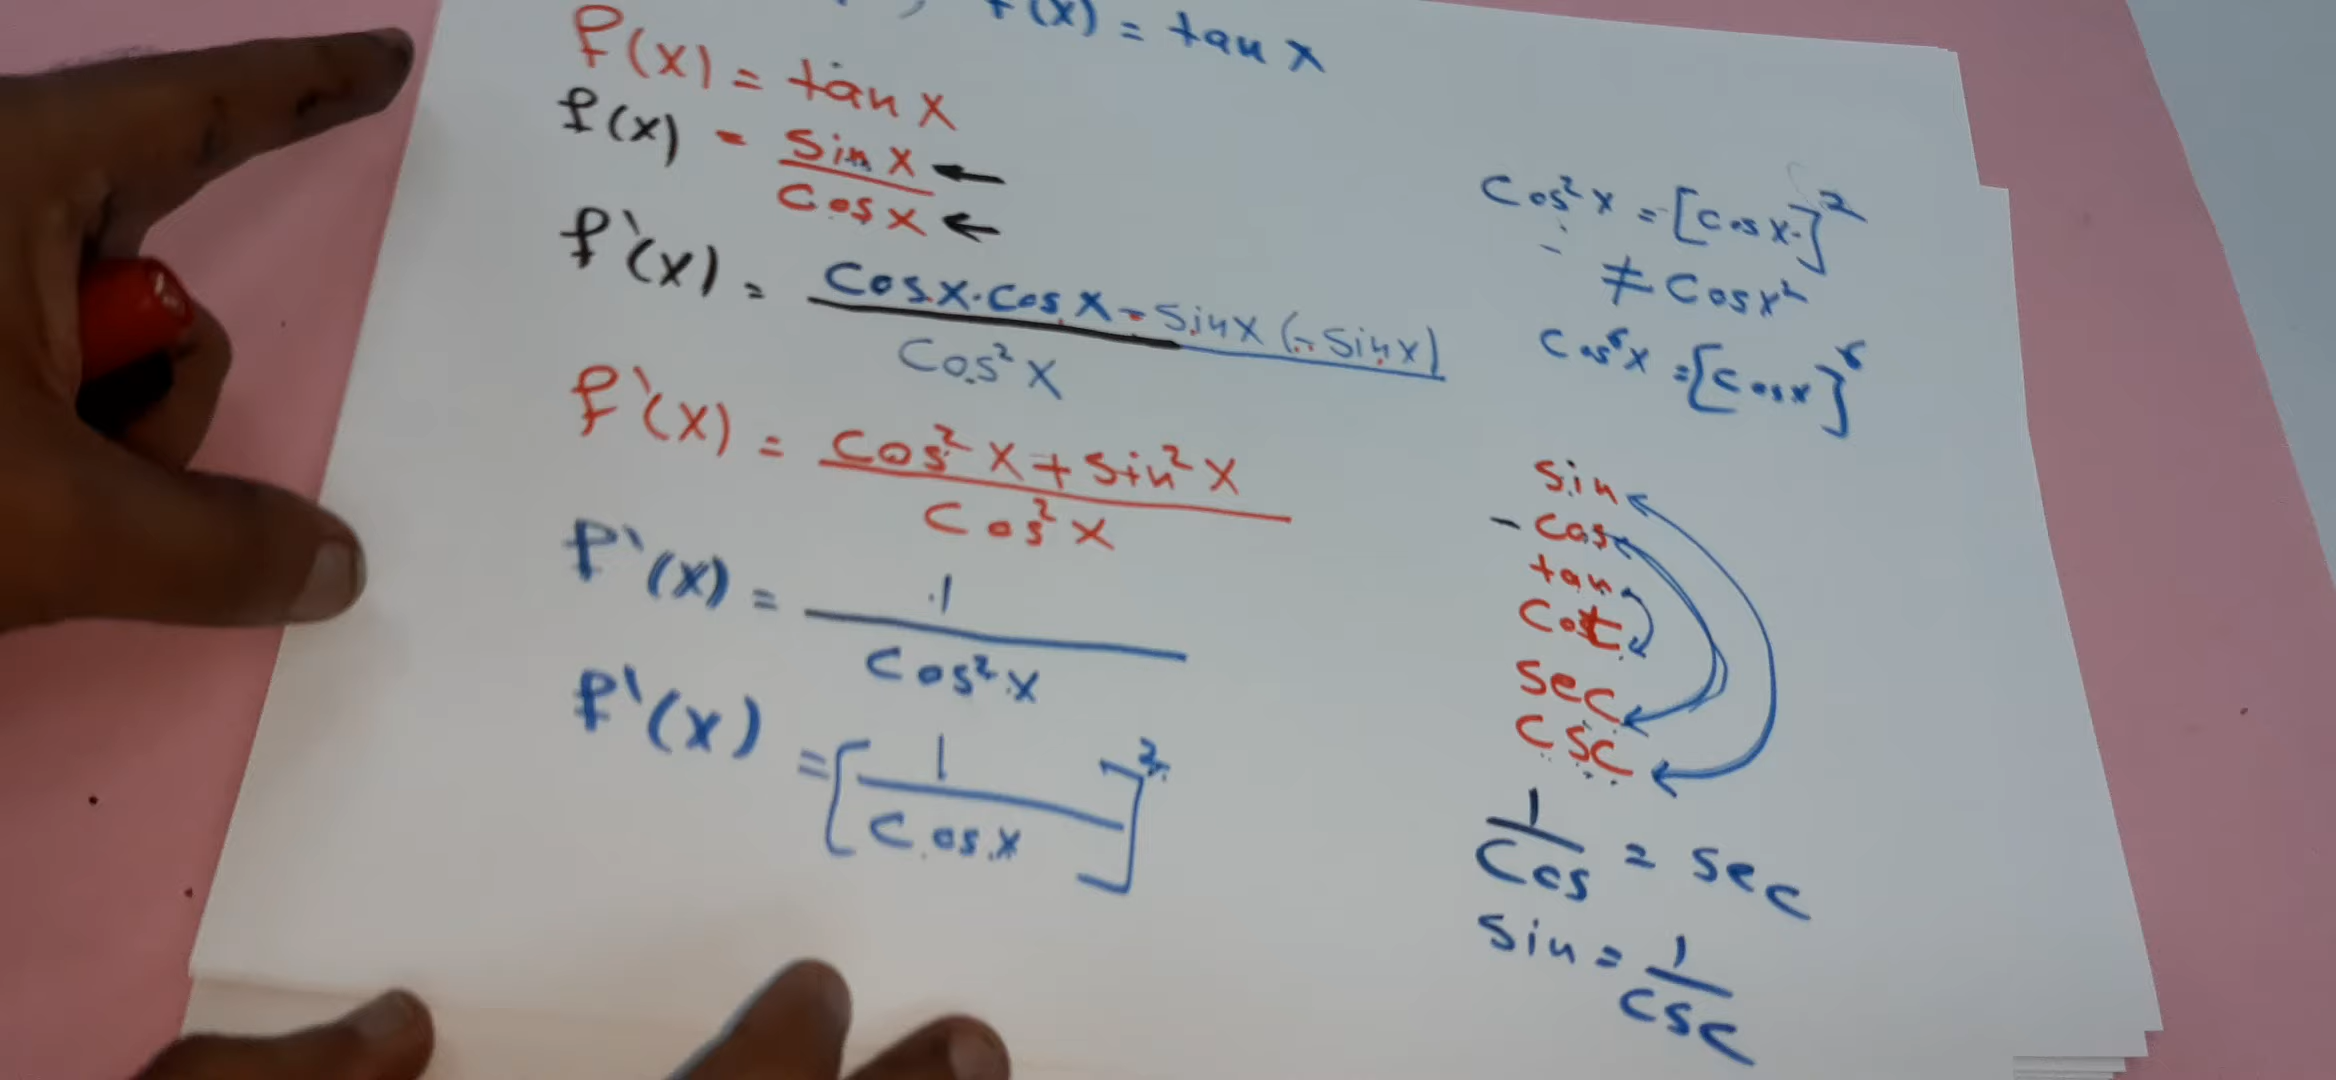 f(x) = tan x
f(x) = tan x
f(x) = sin x / cos x
f'(x) = cos x · cos x - sin x (- sin x) / cos² x
f'(x) = cos² x + sin² x / cos² x
f'(x) = 1 / cos² x
f'(x) = [1 / cos x]²
cos² x = [cos x]²
≠ cos x²
cos⁶ x = [cos x]⁶
sin
- cos
tan
cot
sec
csc
1 / cos = sec
sin = 1 / csc